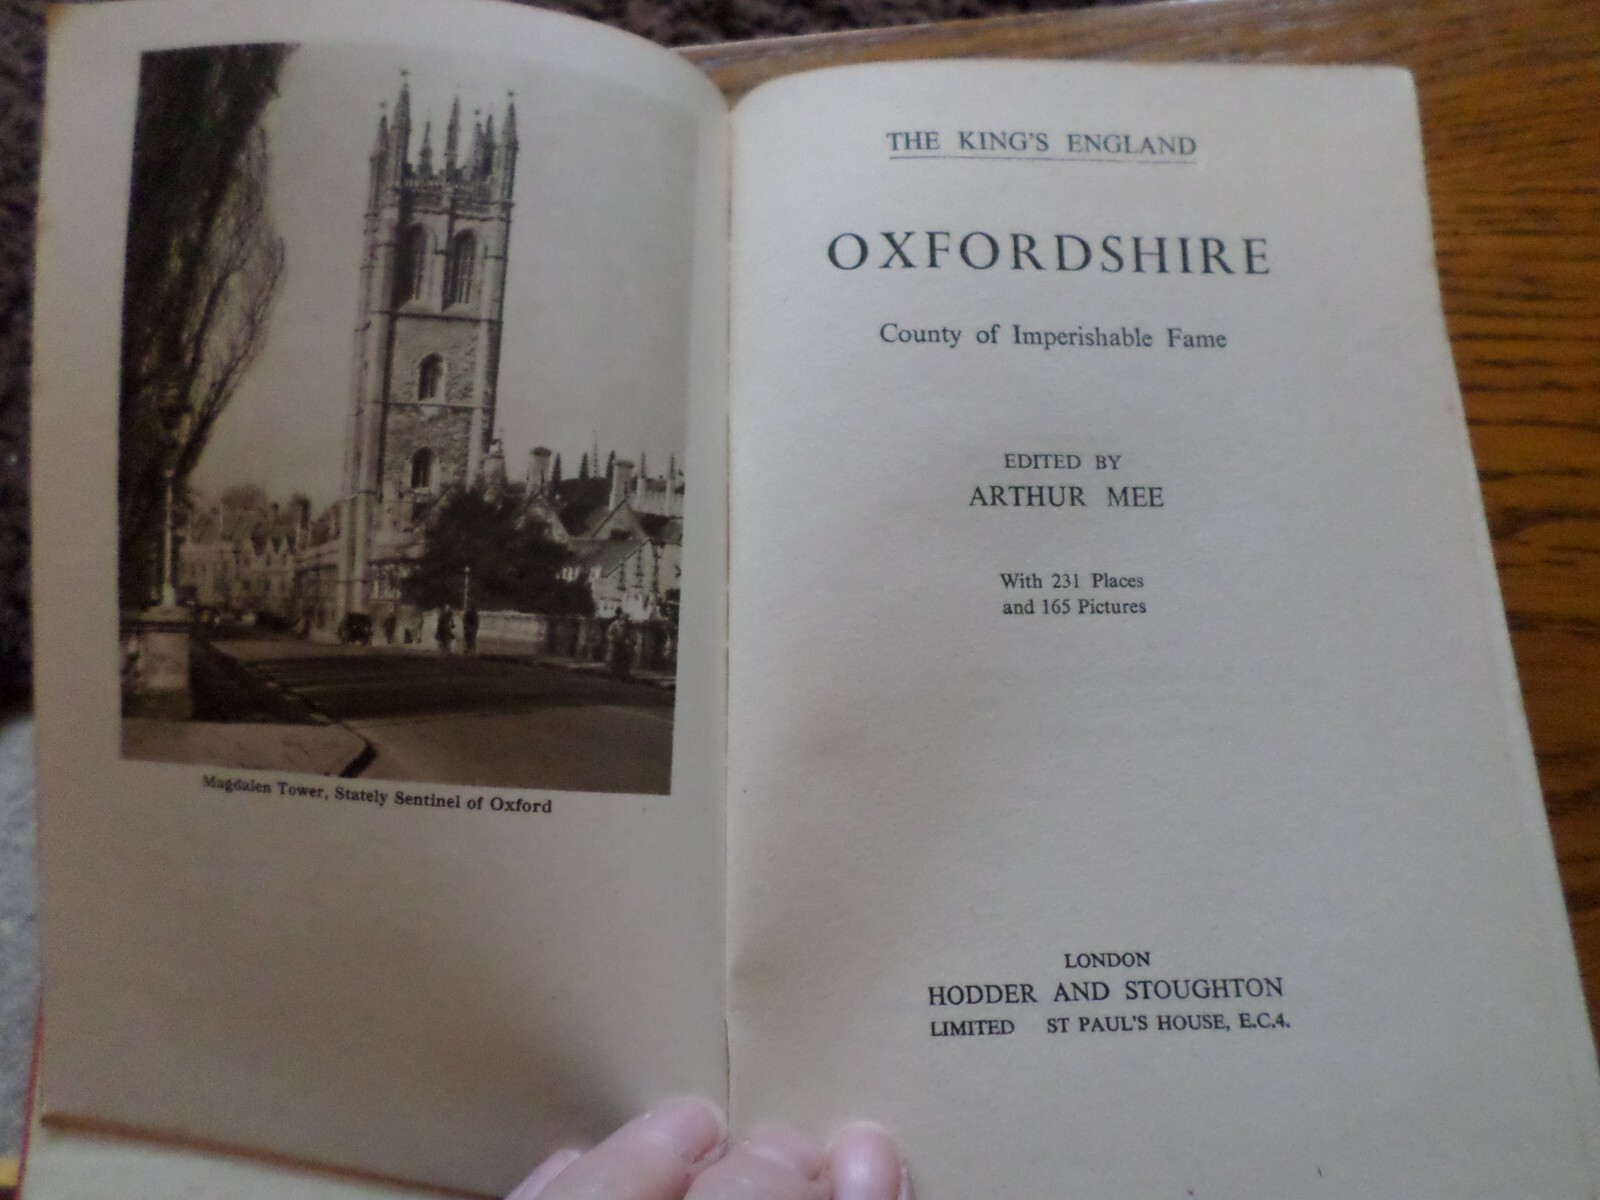 Magdalen Tower, Stately Sentinel of Oxford
THE KING'S ENGLAND
OXFORDSHIRE
County of Imperishable Fame
EDITED BY
ARTHUR MEE
With 231 Places
and 165 Pictures
LONDON
HODDER AND STOUGHTON
LIMITED ST PAUL'S HOUSE, E.C.4.